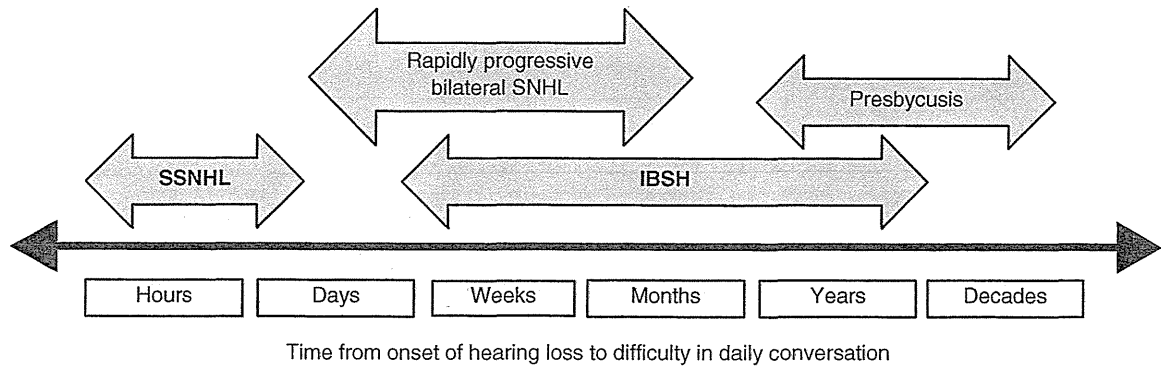 Rapidly progressive
bilateral SNHL
Presbycusis
SSNHL
IBSH
Hours
Days
Weeks
Months
Years
Decades
Time from onset of hearing loss to difficulty in daily conversation